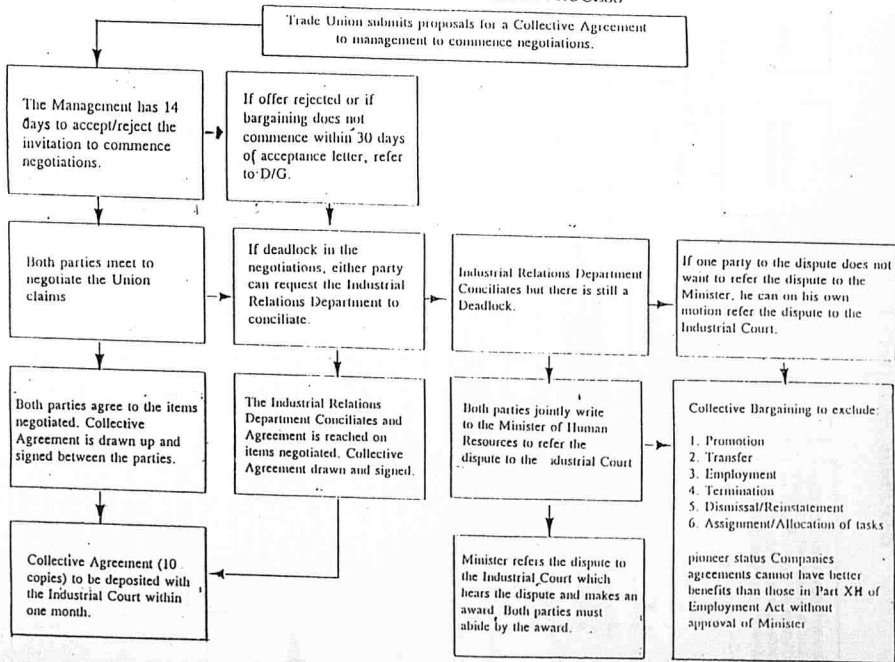 Trade Union submits proposals for a Collective Agreement
to management to commence negotiations.
The Management has 14
days to accept/reject the
invitation to commence
negotiations.
If offer rejected or if
bargaining does not
commence within 30 days
of acceptance letter, refer
to D/G.
Both parties meet to
negotiate the Union
claims
If deadlock in the
negotiations, either party
can request the Industrial
Relations Department to
conciliate.
Industrial Relations Department
Conciliates but there is still a
Deadlock.
If one party to the dispute does not
want to refer the dispute to the
Minister, he can on his own
motion refer the dispute to the
Industrial Court.
Both parties agree to the items
negotiated. Collective
Agreement is drawn up and
signed between the parties.
The Industrial Relations
Department Conciliates and
Agreement is reached on
items negotiated. Collective
Agreement drawn and signed.
Both parties jointly write
to the Minister of Human
Resources to refer the
dispute to the ndustrial Court
Collective Bargaining to exclude:
1. Promotion
2. Transfer
3. Employment
4. Termination
5. Dismissal/Reinstatement
6. Assignment/Allocation of tasks
pioneer status Companies
agreements cannot have better
benefits than those in Part XH of
Employment Act without
approval of Minister
Collective Agreement (10
copies) to be deposited with
the Industrial Court within
one month.
Minister refers the dispute to
the Industrial Court which
hears the dispute and makes an
award. Both parties must
abide by the award.